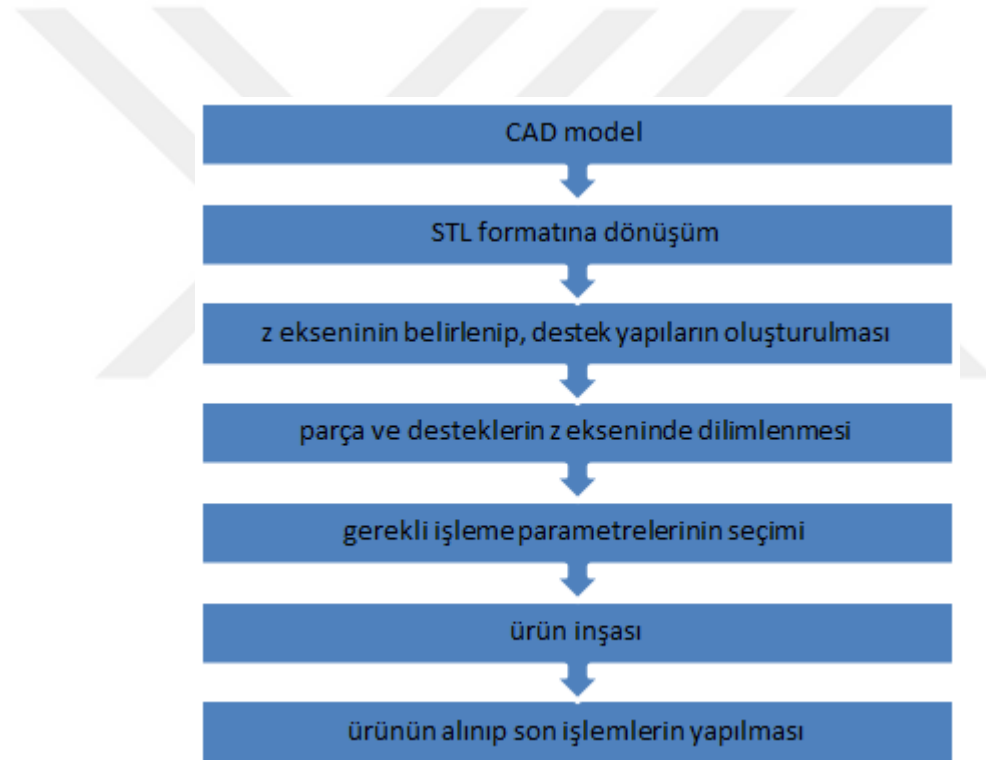 CAD model
STL formatına dönüşüm
z ekseninin belirlenip, destek yapıların oluşturulması
parça ve desteklerin z ekseninde dilimlenmesi
gerekli işleme parametrelerinin seçimi
ürün inşası
ürünün alınıp son işlemlerin yapılması